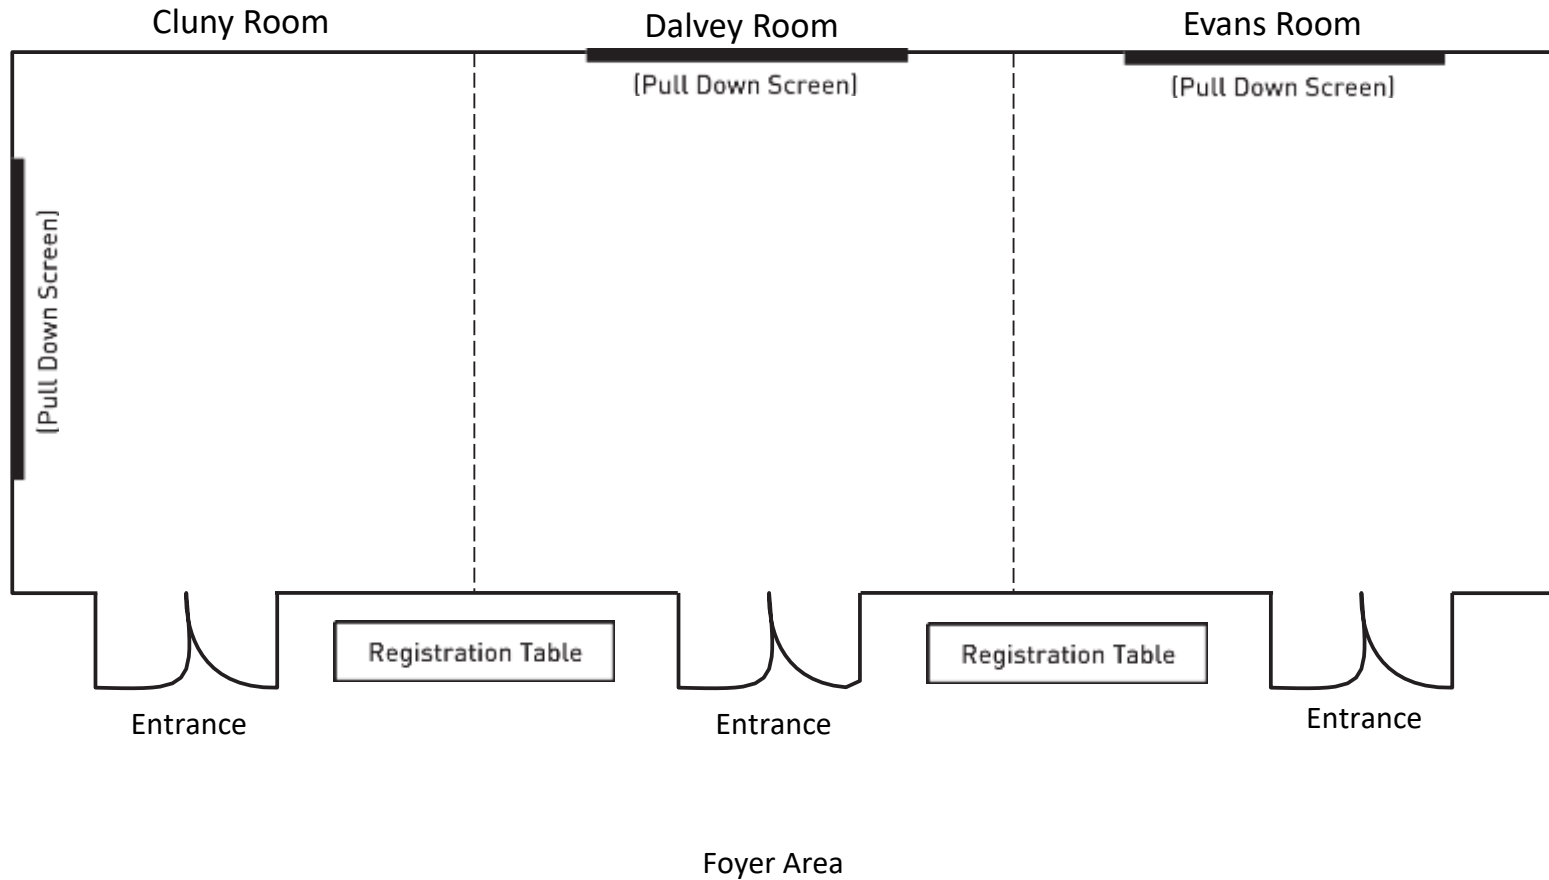 Cluny Room
Dalvey Room
Evans Room
(Pull Down Screen)
(Pull Down Screen)
(Pull Down Screen)
Registration Table
Registration Table
Entrance
Entrance
Entrance
Foyer Area